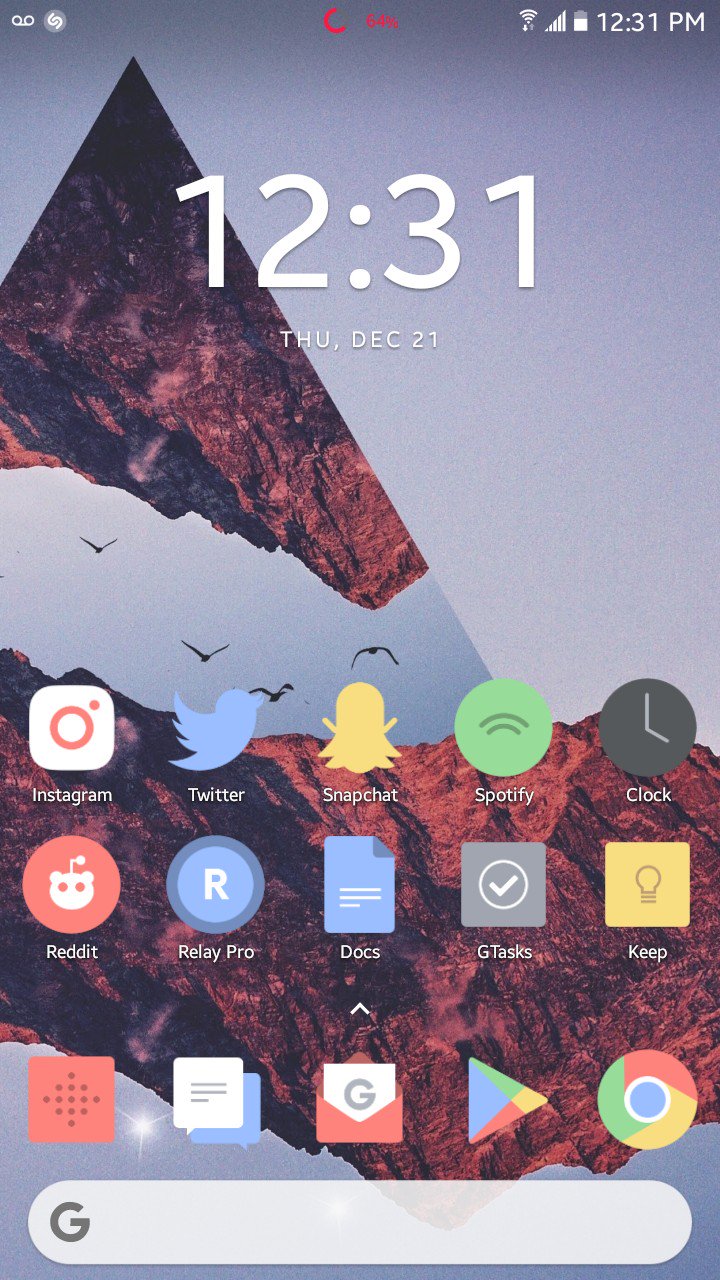 64% 12:31 PM
12:31
THU, DEC 21
Instagram Twitter Snapchat Spotify Clock
R
Reddit Relay Pro Docs GTasks Keep
G
G